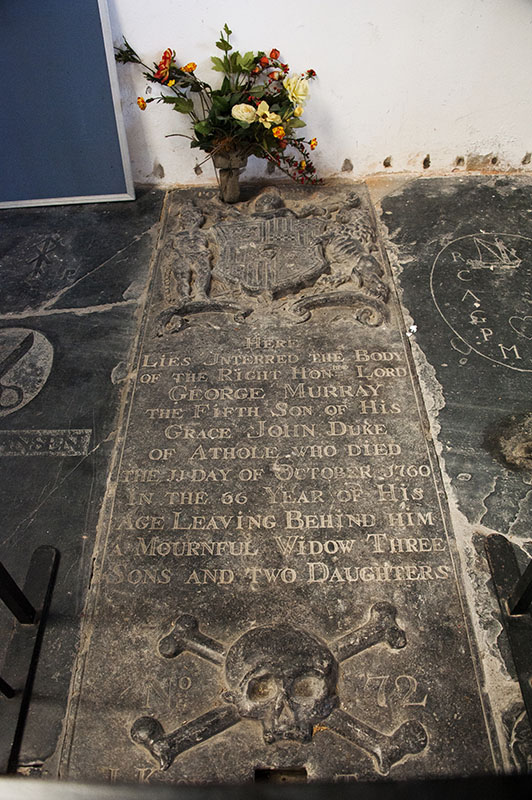 HERE
LIES INTERRED THE BODY
OF THE RIGHT HONE LORD
GEORGE MURRAY
THE FIFTH SON OF HIS
GRACE JOHN DUKE
OF ATHOLE WHO DIED
THE 11 DAY OF OCTOBER 1760
IN THE 66 YEAR OF HIS
AGE LEAVING BEHIND HIM
A MOURNFUL WIDOW THREE
SONS AND TWO DAUGHTERS
No 72
P
R
C
A
G P M